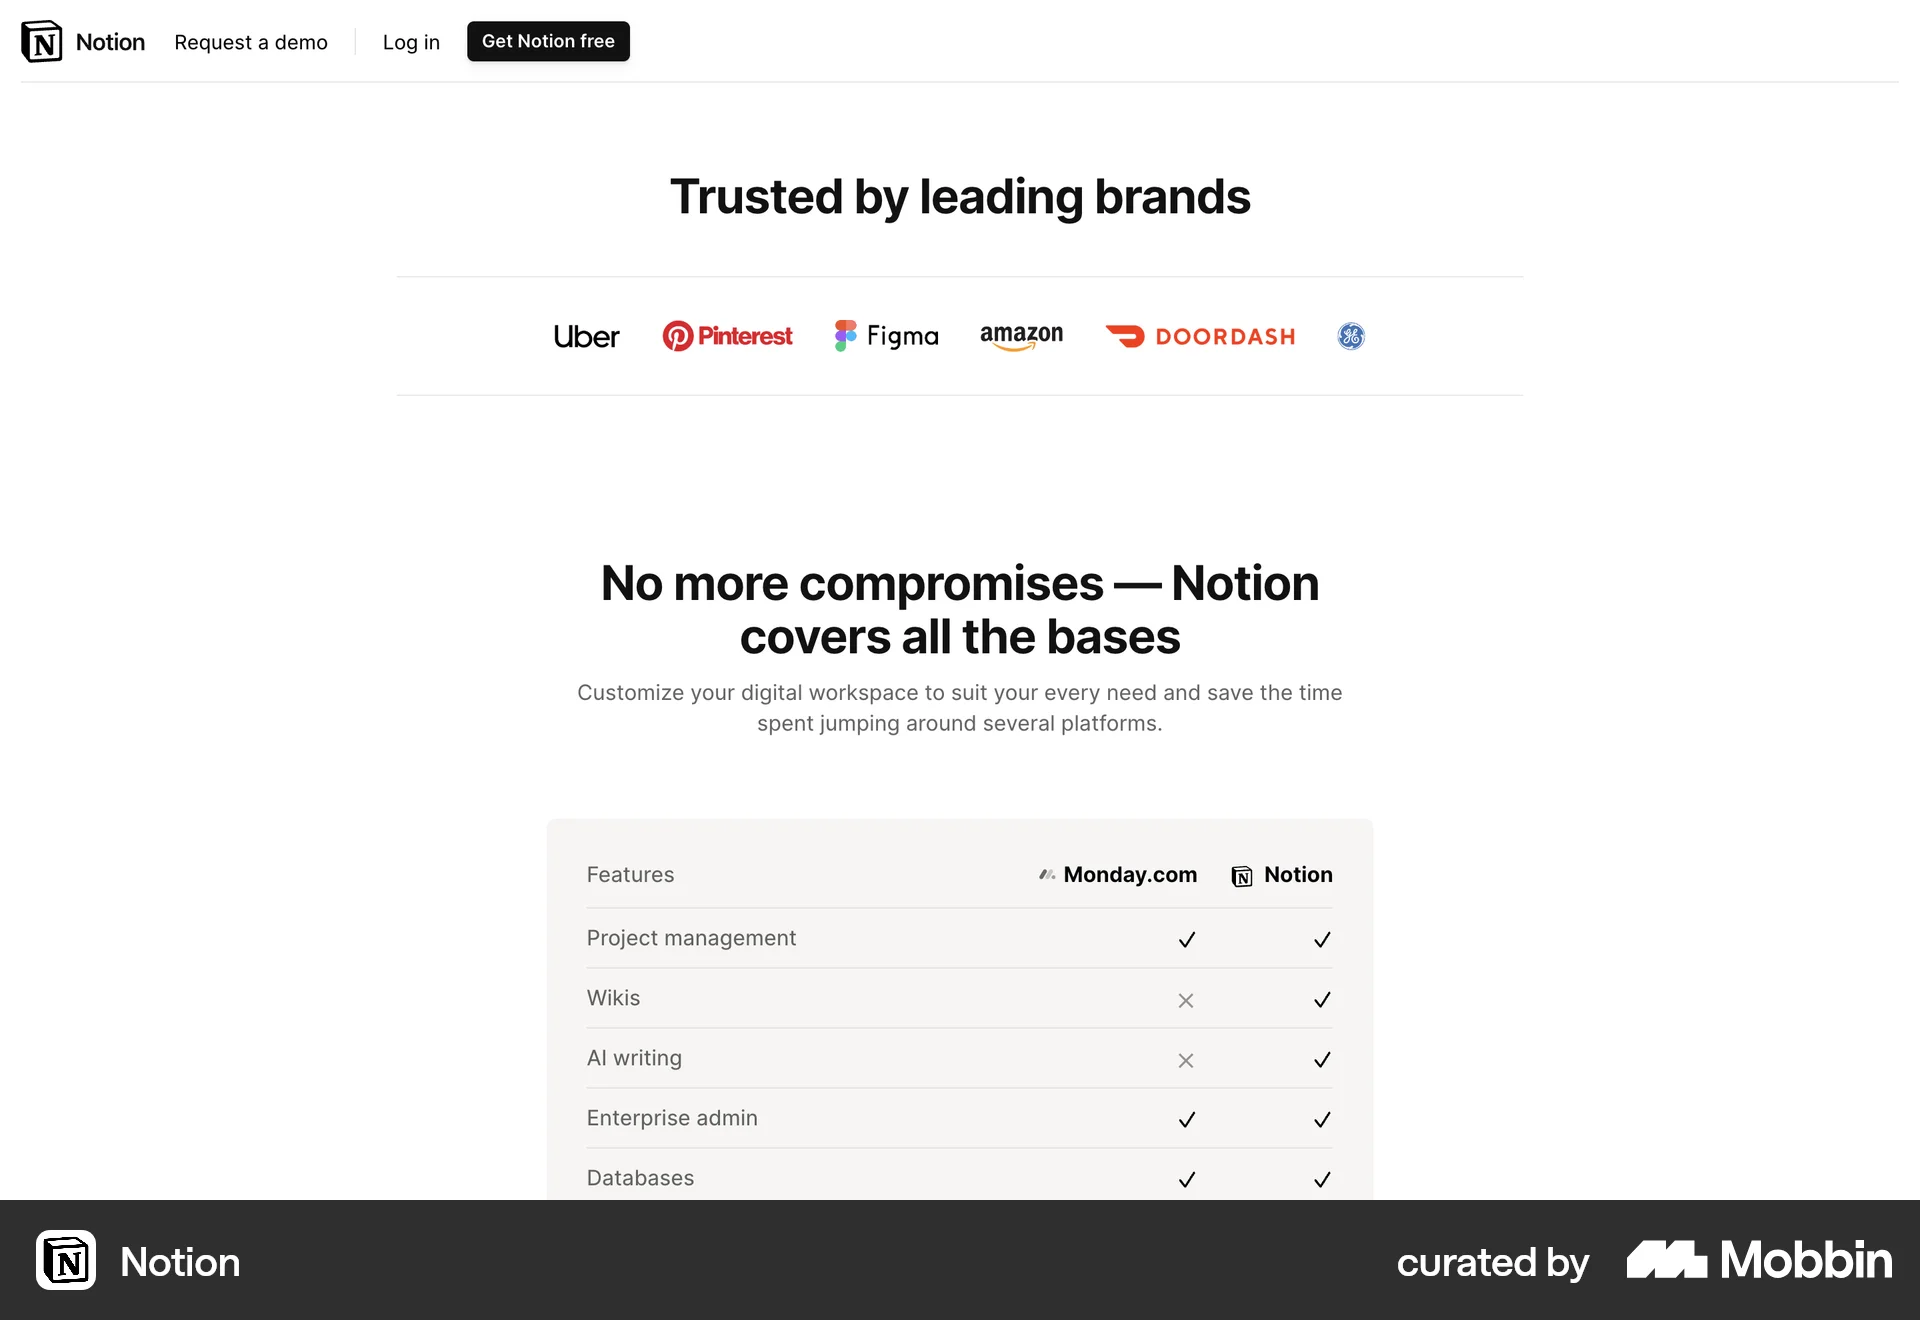 Notion
Request a demo
Log in
Get Notion free
Trusted by leading brands
Uber
Pinterest
Figma
amazon
DOORDASH
GE
No more compromises — Notion
covers all the bases
Customize your digital workspace to suit your every need and save the time
spent jumping around several platforms.
Features Monday.com Notion
Project management
Wikis
AI writing
Enterprise admin
Databases
Notion
curated by Mobbin